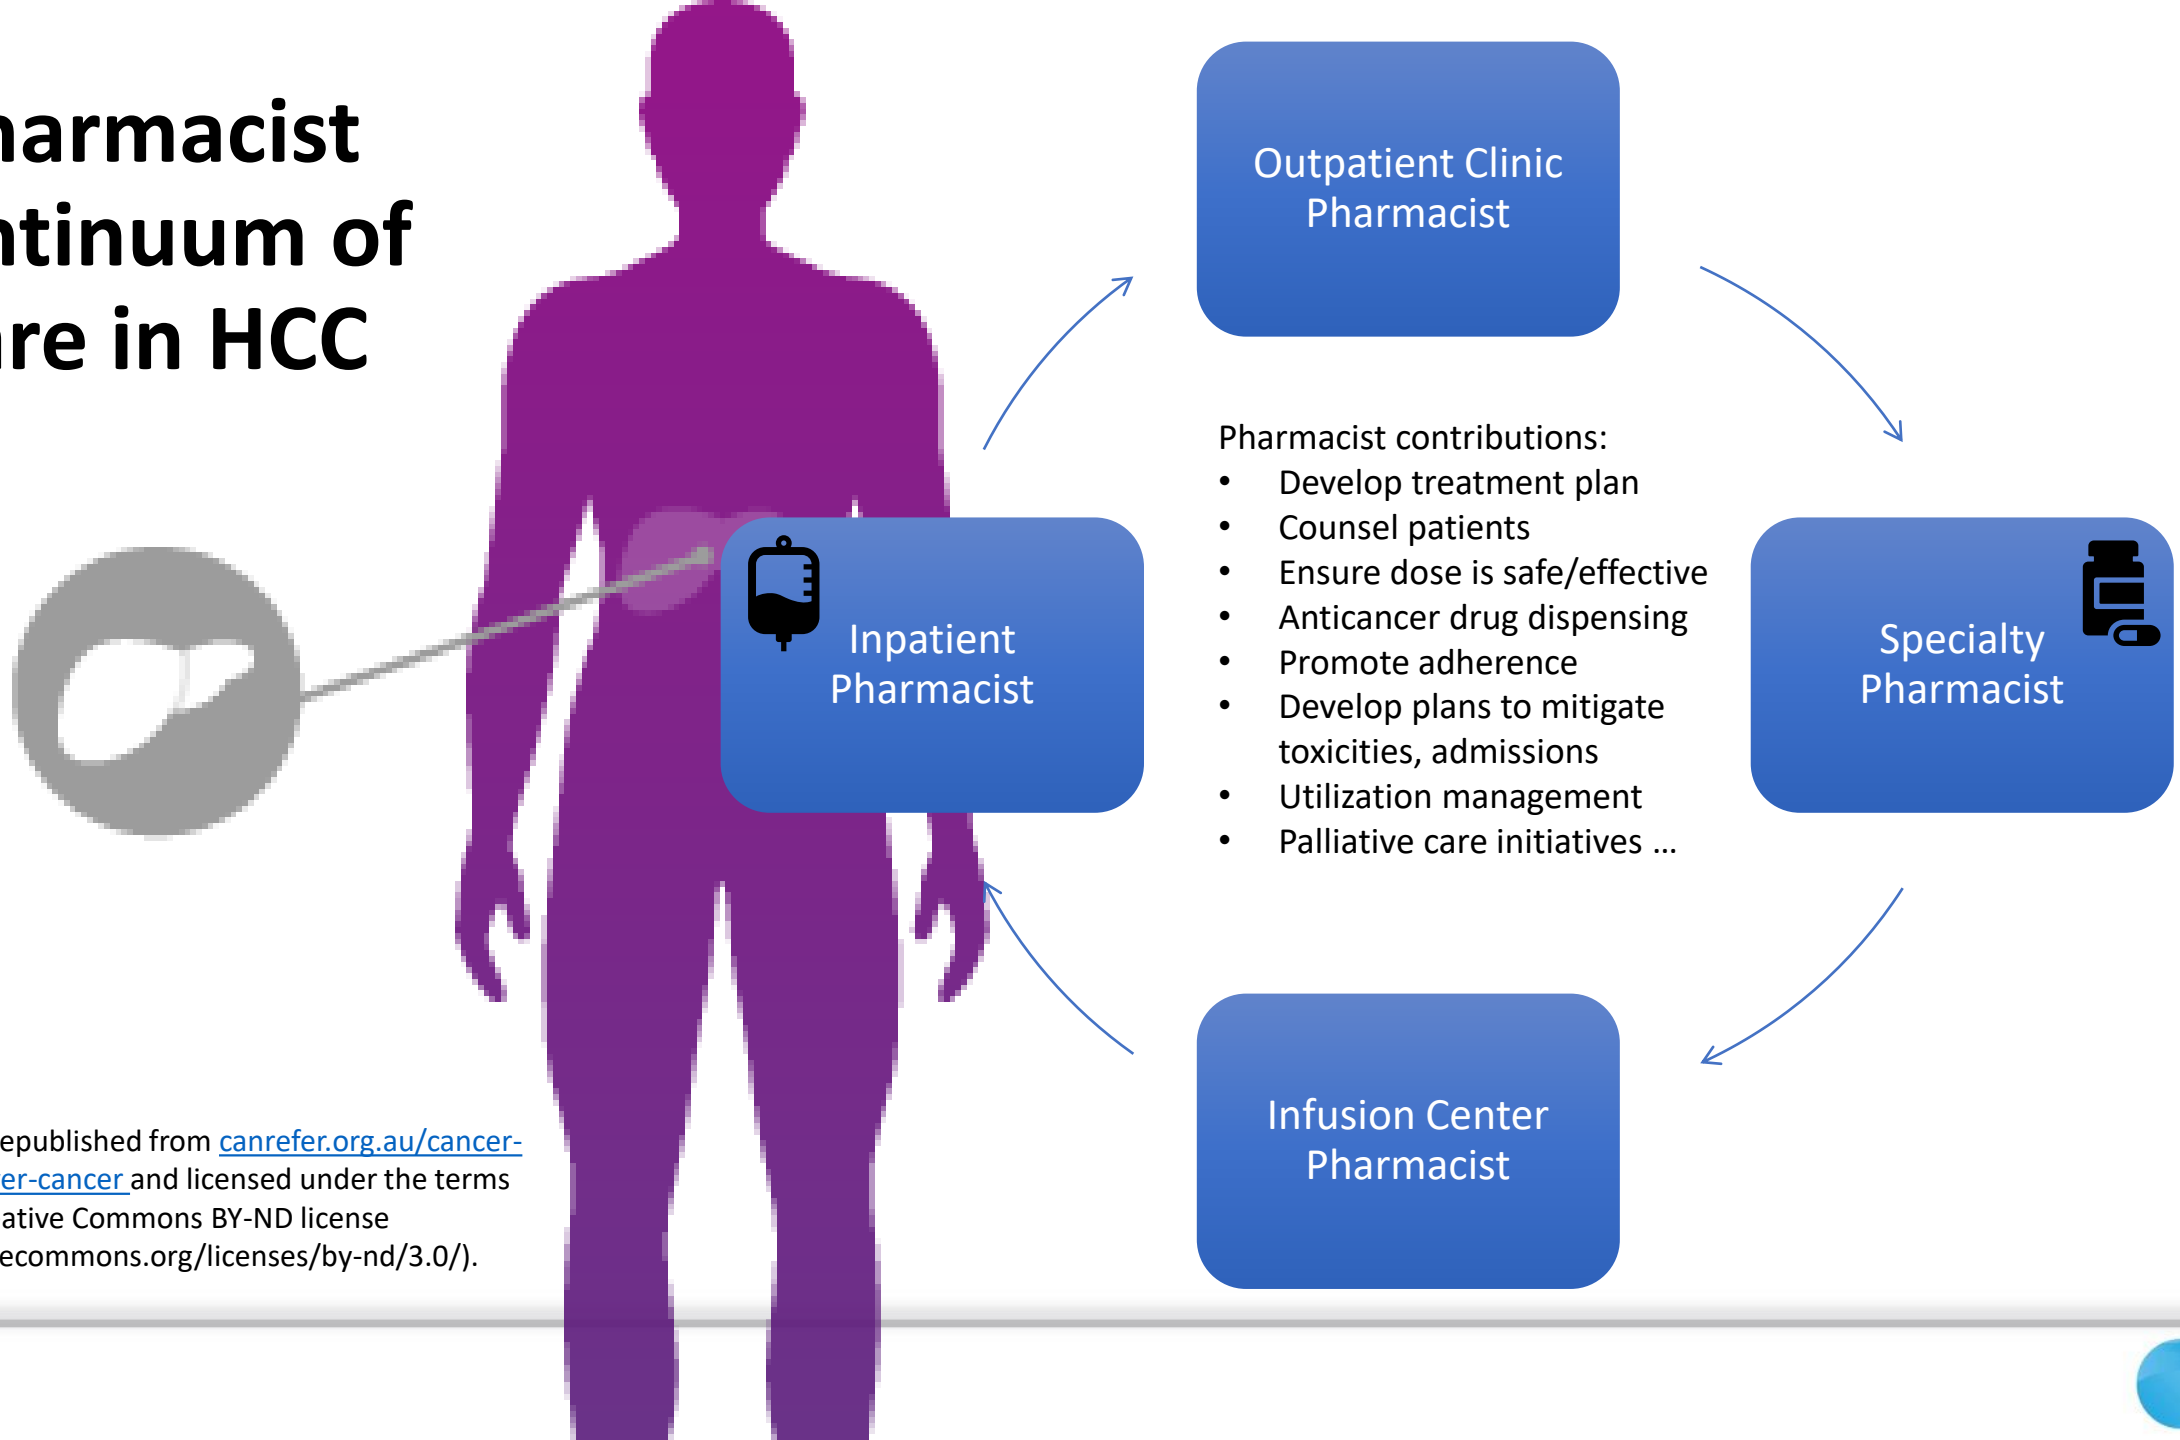 harmacist
ntinuum of
are in HCC
Outpatient Clinic
Pharmacist
Pharmacist contributions:
• Develop treatment plan
• Counsel patients
• Ensure dose is safe/effective
• Anticancer drug dispensing
• Promote adherence
• Develop plans to mitigate
toxicities, admissions
• Utilization management
• Palliative care initiatives ...
Inpatient
Pharmacist
Specialty
Pharmacist
Infusion Center
Pharmacist
epublished from canrefer.org.au/cancer-
er-cancer and licensed under the terms
ative Commons BY-ND license
ecommons.org/licenses/by-nd/3.0/).